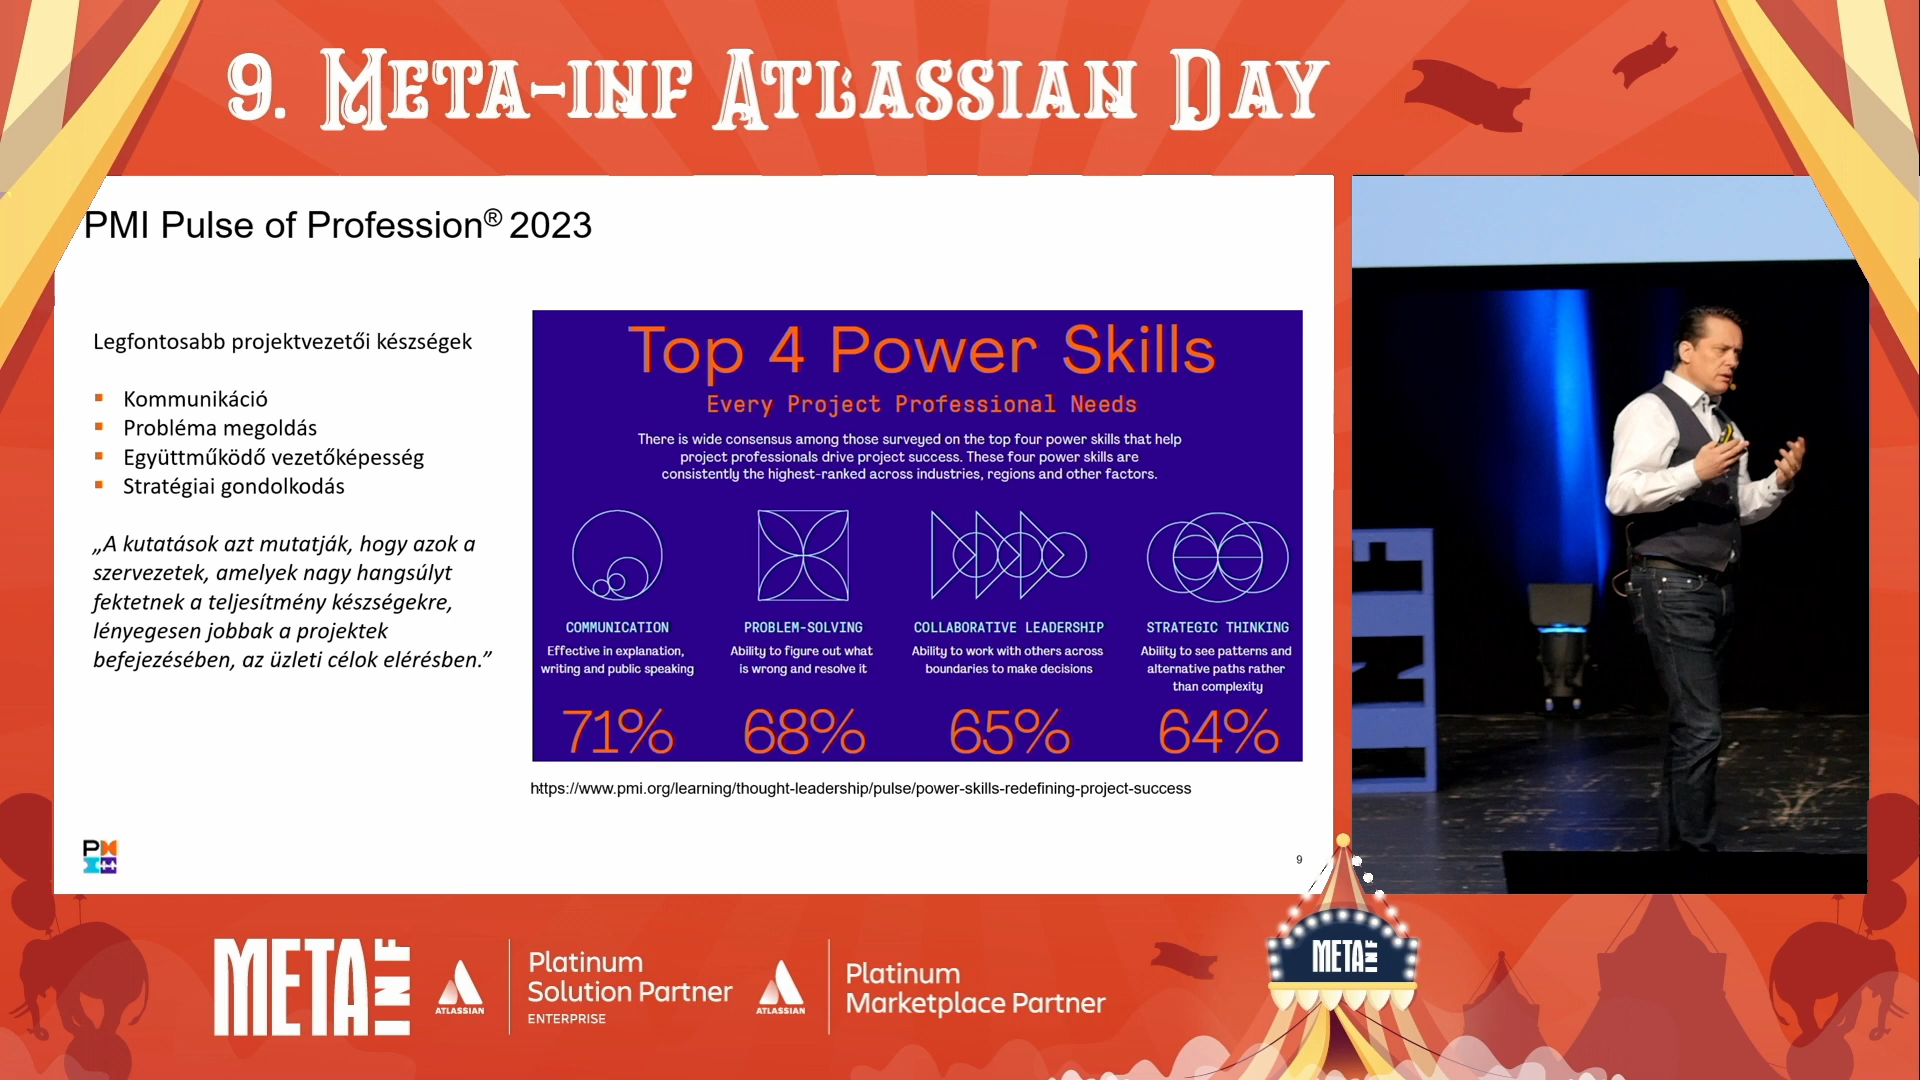 9. META-INF ATLASSIAN DAY
PMI Pulse of Profession® 2023
Legfontosabb projektvezetői készségek
▪ Kommunikáció
▪ Probléma megoldás
▪ Együttműködő vezetőképesség
▪ Stratégiai gondolkodás
„A kutatások azt mutatják, hogy azok a
szervezetek, amelyek nagy hangsúlyt
fektetnek a teljesítmény készségekre,
lényegesen jobbak a projektek
befejezésében, az üzleti célok elérésben.”
Top 4 Power Skills
Every Project Professional Needs
There is wide consensus among those surveyed on the top four power skills that help
project professionals drive project success. These four power skills are
consistently the highest-ranked across industries, regions and other factors.
COMMUNICATION
Effective in explanation,
writing and public speaking
71%
PROBLEM-SOLVING
Ability to figure out what
is wrong and resolve it
68%
COLLABORATIVE LEADERSHIP
Ability to work with others across
boundaries to make decisions
65%
STRATEGIC THINKING
Ability to see patterns and
alternative paths rather
than complexity
64%
https://www.pmi.org/learning/thought-leadership/pulse/power-skills-redefining-project-success
9
INF
META INF
ATLASSIAN
Platinum
Solution Partner
ENTERPRISE
ATLASSIAN
Platinum
Marketplace Partner
META INF